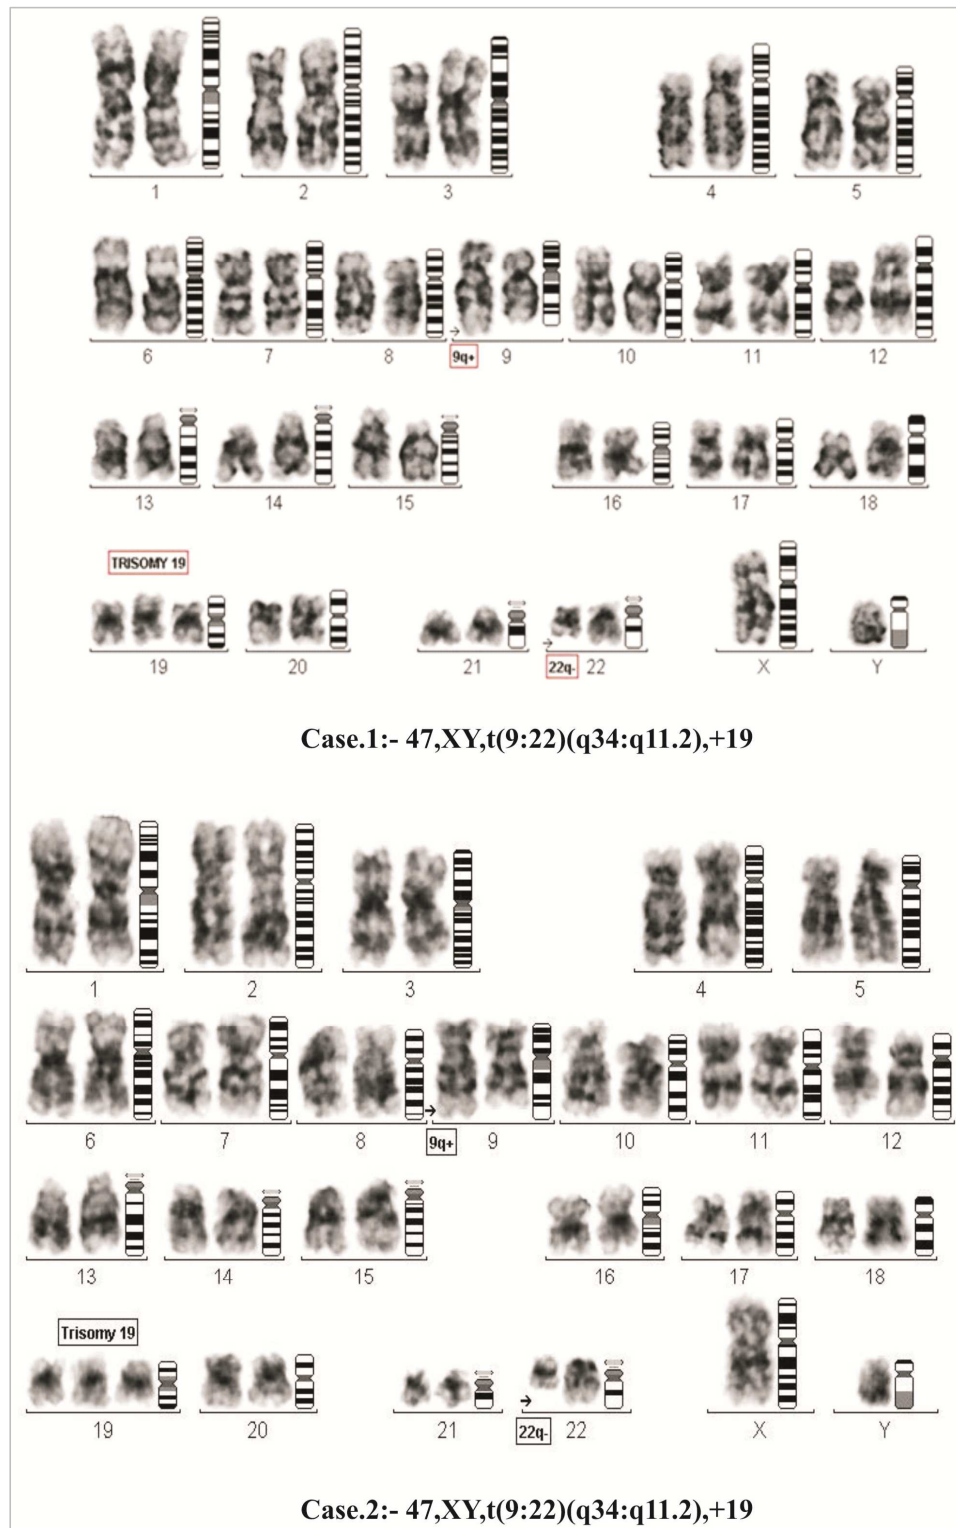 1 2 3 4 5
6 7 8 9q+ 9 10 11 12
13 14 15 16 17 18
TRISOMY 19
19 20 21 22q- 22 X Y
Case.1:- 47,XY,t(9:22)(q34:q11.2),+19
1 2 3 4 5
6 7 8 9q+ 9 10 11 12
13 14 15 16 17 18
Trisomy 19
19 20 21 22q- 22 X Y
Case.2:- 47,XY,t(9:22)(q34:q11.2),+19